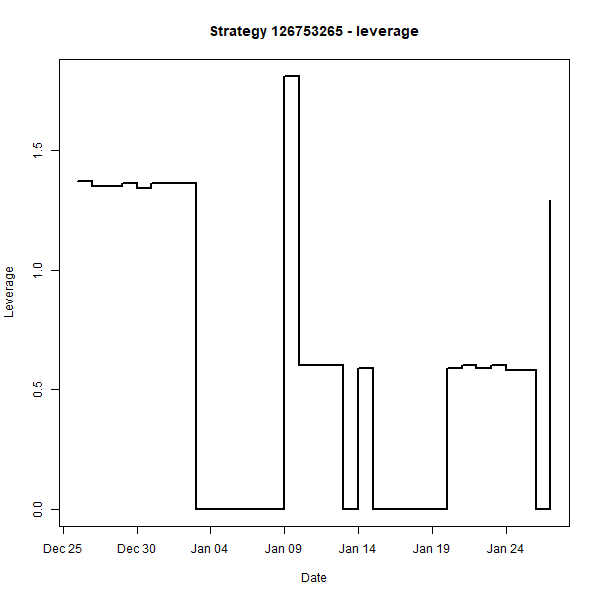 Strategy 126753265 - leverage
Leverage
1.5
1.0
0.5
0.0
Dec 25 Dec 30 Jan 04 Jan 09 Jan 14 Jan 19 Jan 24
Date